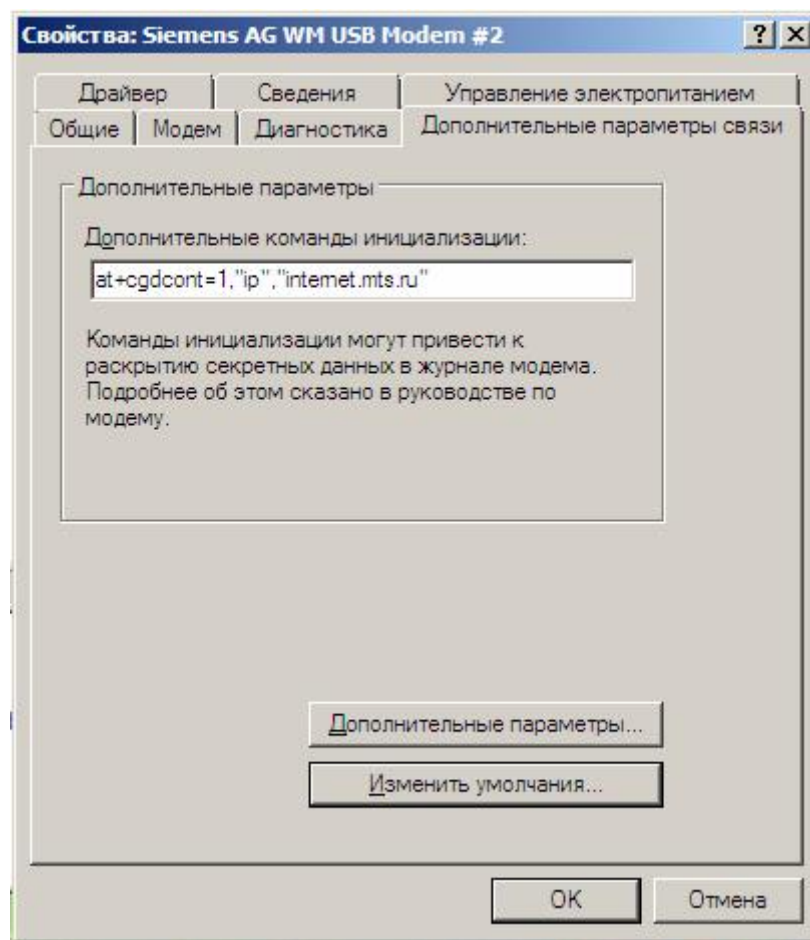 Свойства: Siemens AG WM USB Modem #2
Драйвер Сведения Управление электропитанием
Общие Модем Диагностика Дополнительные параметры связи
Дополнительные параметры
Дополнительные команды инициализации:
at+cgdcont=1,"ip","internet.mts.ru"
Команды инициализации могут привести к
раскрытию секретных данных в журнале модема.
Подробнее об этом сказано в руководстве по
модему.
Дополнительные параметры...
Изменить умолчания...
OK Отмена